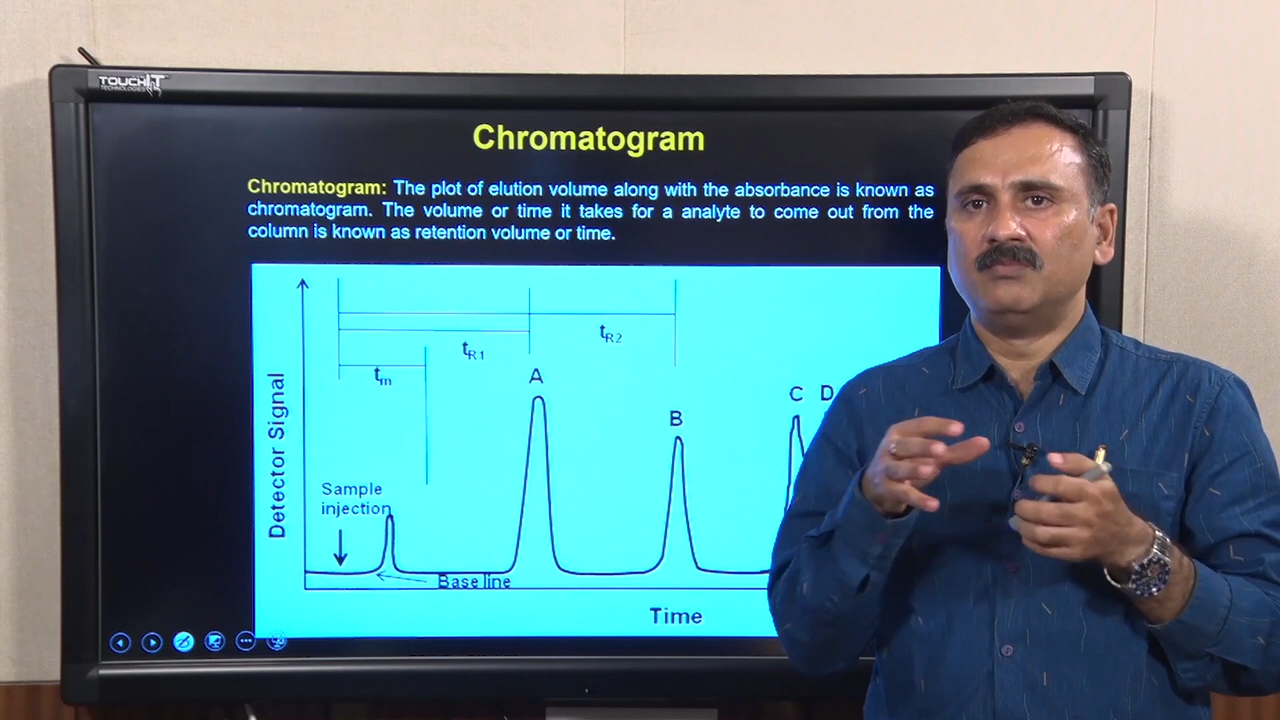 TOUCHIT
TECHNOLOGIES
Chromatogram
Chromatogram: The plot of elution volume along with the absorbance is known as
chromatogram. The volume or time it takes for a analyte to come out from the
column is known as retention volume or time.
tR1
tR2
tm
A
B
C D
Detector Signal
Sample
injection
Base line
Time